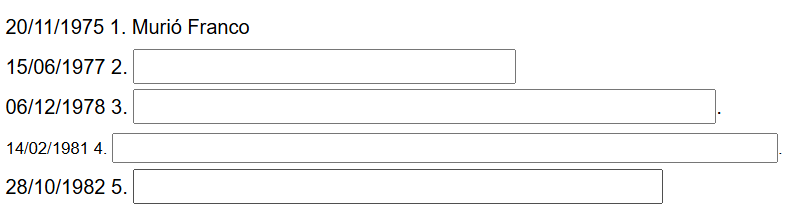 20/11/1975 1. Murió Franco
15/06/1977 2.
06/12/1978 3. .
14/02/1981 4. .
28/10/1982 5.